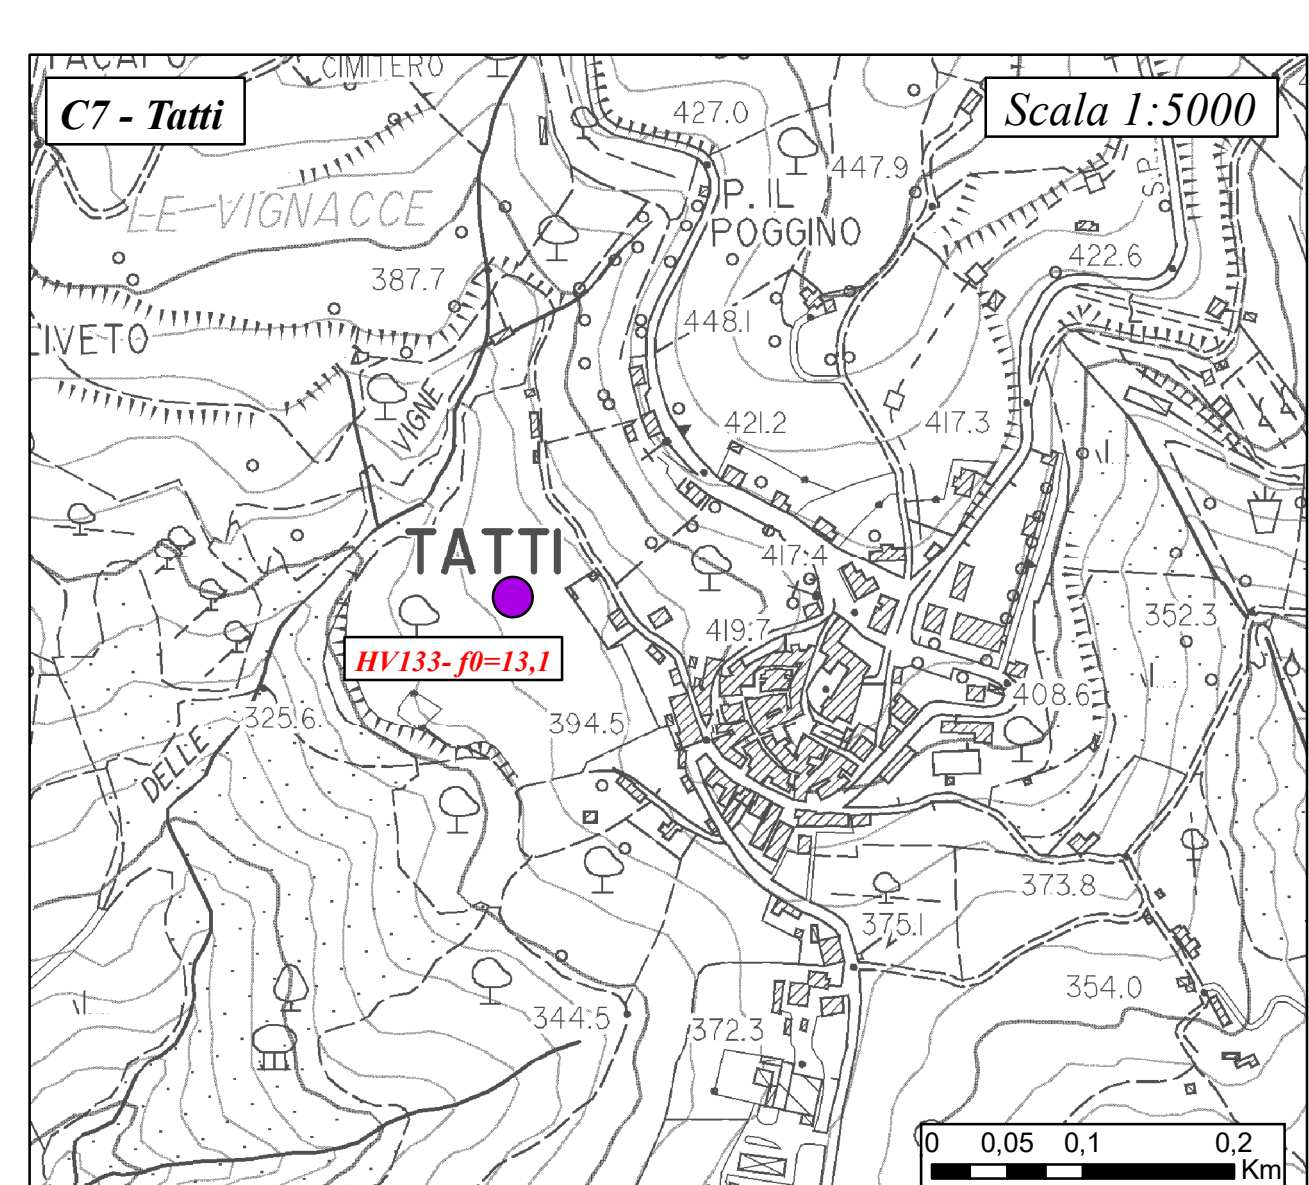 CIMITERO
C7 - Tatti
Scala 1:5000
427.0
447.9
S.P.
P. IL
POGGINO
LE VIGNACCE
422.6
387.7
448.1
VIGNE
421.2
417.3
TATTI
417.4
352.3
419.7
HV133- f0=13,1
408.6
325.6
394.5
DELLE
373.8
375.1
354.0
344.5
372.3
0 0,05 0,1 0,2
Km